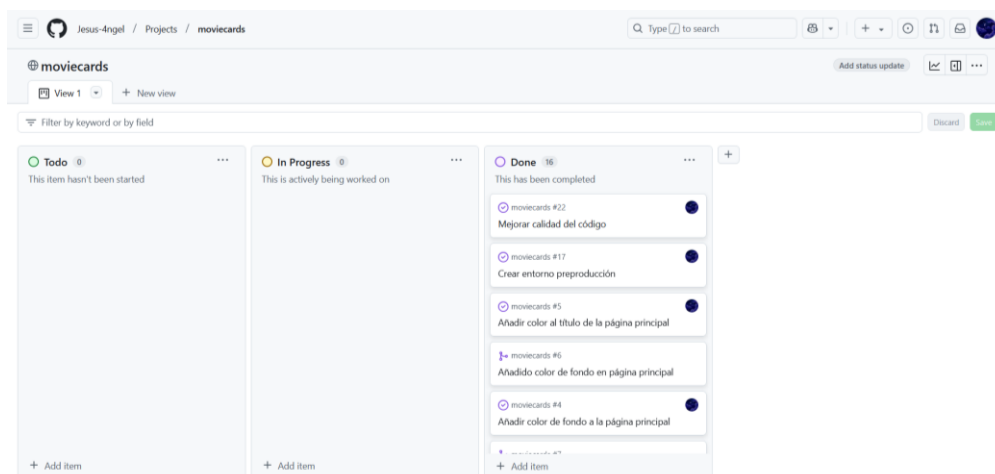 Jesus-4ngel / Projects / moviecards
Type / to search
moviecards
Add status update
View 1
+ New view
Filter by keyword or by field
Discard
Save
Todo 0
This item hasn't been started
In Progress 0
This is actively being worked on
Done 16
This has been completed
moviecards #22
Mejorar calidad del código
moviecards #17
Crear entorno preproducción
moviecards #5
Añadir color al título de la página principal
moviecards #6
Añadido color de fondo en página principal
moviecards #4
Añadir color de fondo a la página principal
+ Add item
+ Add item
+ Add item